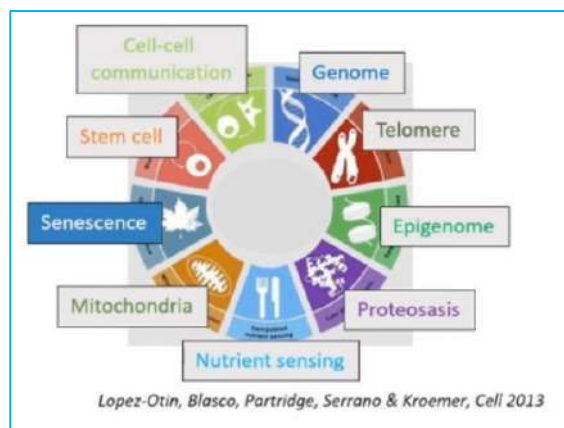 Cell-cell
communication
Genome
Stem cell
Telomere
Senescence
Epigenome
Mitochondria
Proteosasis
Nutrient sensing
Lopez-Otin, Blasco, Partridge, Serrano & Kroemer, Cell 2013